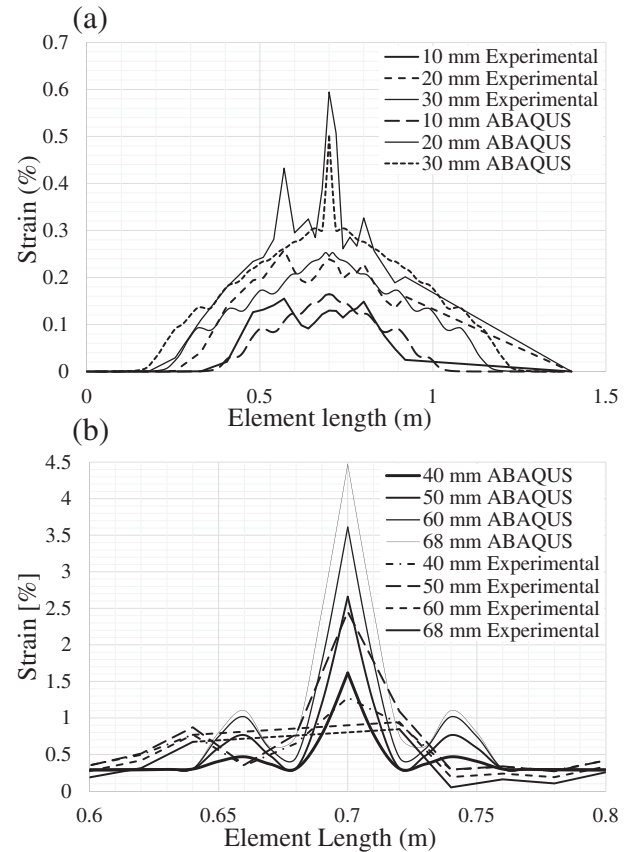 (a)
0.7
0.6
0.5
0.4
0.3
0.2
0.1
0
Strain (%)
10 mm Experimental
20 mm Experimental
30 mm Experimental
10 mm ABAQUS
20 mm ABAQUS
30 mm ABAQUS
0 0.5 1 1.5
Element length (m)
(b)
4.5
4
3.5
3
2.5
2
1.5
1
0.5
0
Strain [%]
40 mm ABAQUS
50 mm ABAQUS
60 mm ABAQUS
68 mm ABAQUS
40 mm Experimental
50 mm Experimental
60 mm Experimental
68 mm Experimental
0.6 0.65 0.7 0.75 0.8
Element Length (m)